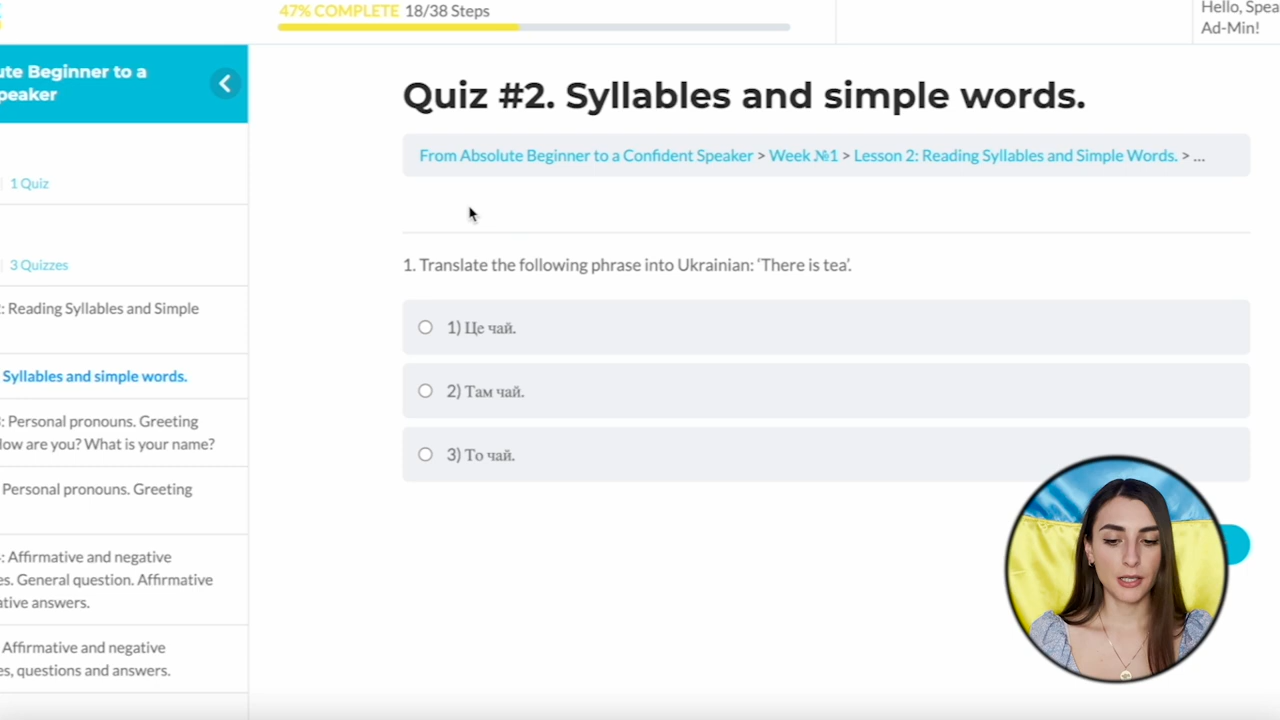 47% COMPLETE 18/38 Steps
Hello, Spea
Ad-Min!
ute Beginner to a
peaker
Quiz #2. Syllables and simple words.
From Absolute Beginner to a Confident Speaker > Week №1 > Lesson 2: Reading Syllables and Simple Words. > ...
1 Quiz
3 Quizzes
: Reading Syllables and Simple
Syllables and simple words.
: Personal pronouns. Greeting
low are you? What is your name?
Personal pronouns. Greeting
: Affirmative and negative
es. General question. Affirmative
ative answers.
Affirmative and negative
es, questions and answers.
1. Translate the following phrase into Ukrainian: ‘There is tea’.
1) Це чай.
2) Там чай.
3) То чай.